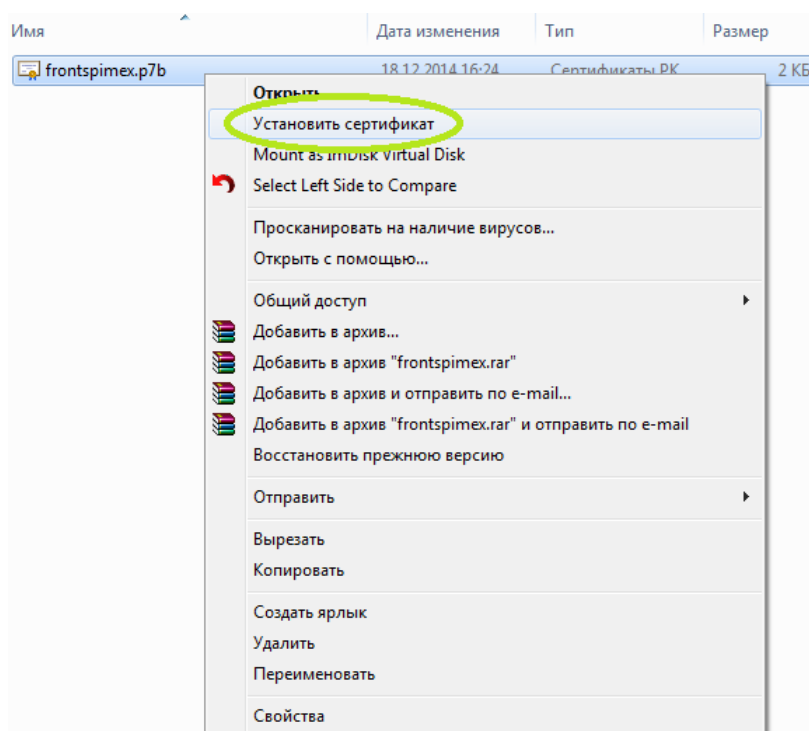 Имя Дата изменения Тип Размер
frontspimex.p7b 18.12.2014 16:24 Сертификаты РК 2 КБ
Открыть
Установить сертификат
Mount as ImDisk Virtual Disk
Select Left Side to Compare
Просканировать на наличие вирусов...
Открыть с помощью...
Общий доступ
Добавить в архив...
Добавить в архив "frontspimex.rar"
Добавить в архив и отправить по e-mail...
Добавить в архив "frontspimex.rar" и отправить по e-mail
Восстановить прежнюю версию
Отправить
Вырезать
Копировать
Создать ярлык
Удалить
Переименовать
Свойства